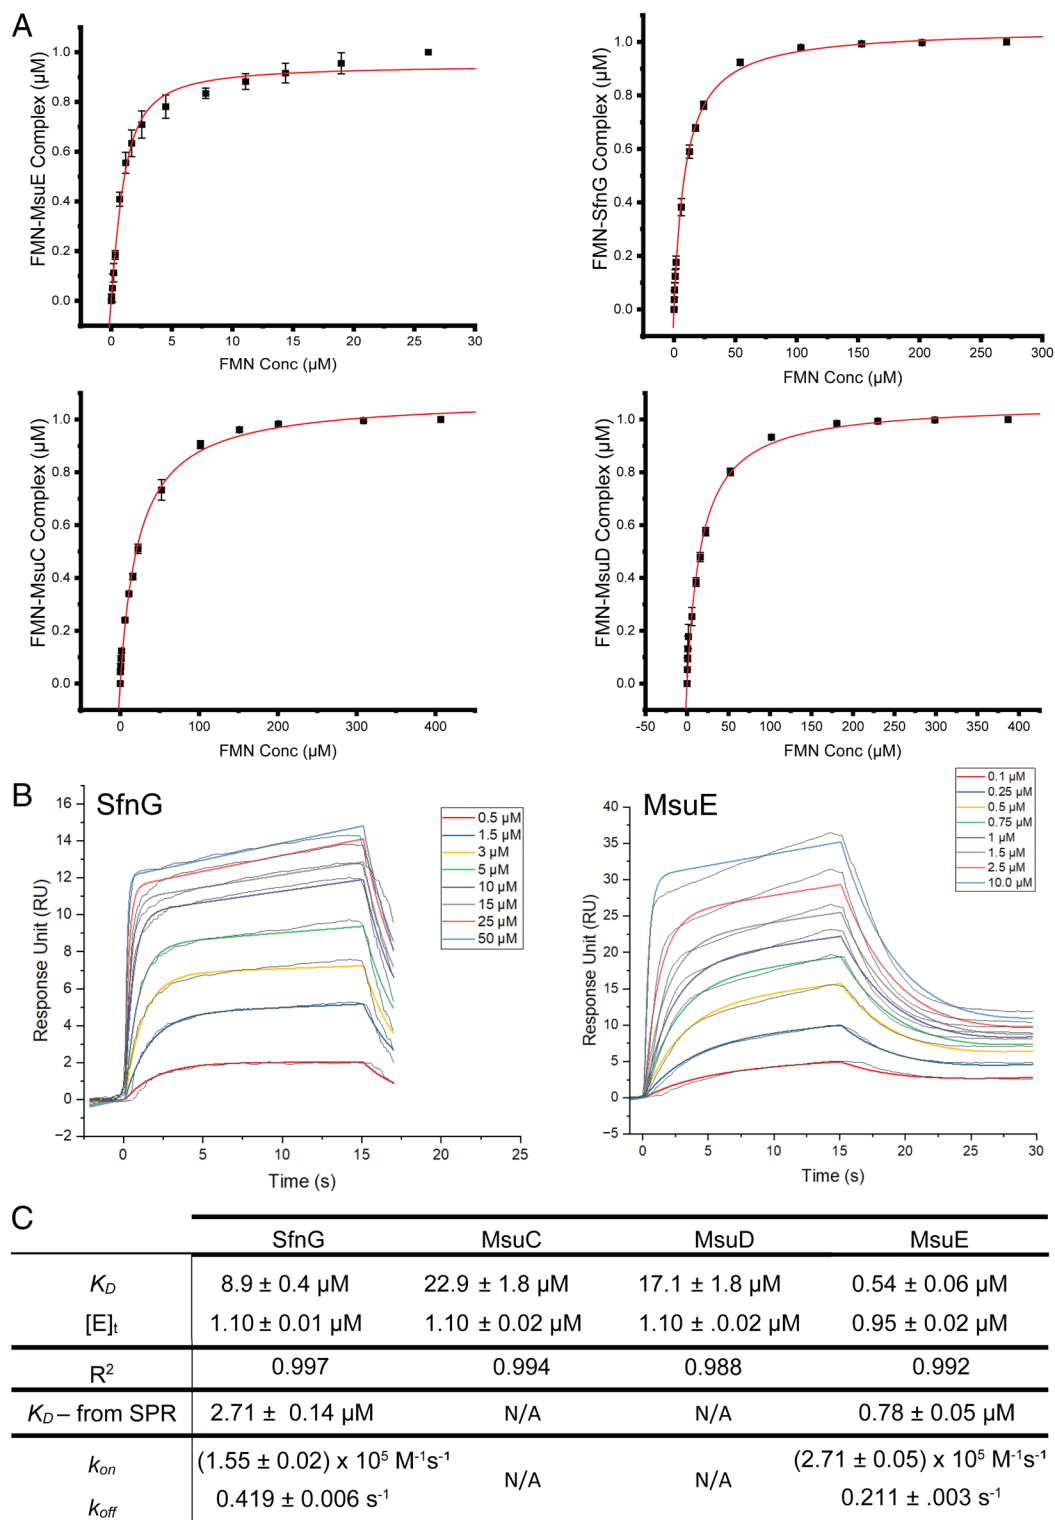 A
FMN-MsuE Complex (µM)
1.0
0.8
0.6
0.4
0.2
0.0
0 5 10 15 20 25 30
FMN Conc (µM)
FMN-SfnG Complex (µM)
1.0
0.8
0.6
0.4
0.2
0.0
0 50 100 150 200 250 300
FMN Conc (µM)
FMN-MsuC Complex (µM)
1.0
0.8
0.6
0.4
0.2
0.0
0 100 200 300 400
FMN Conc (µM)
FMN-MsuD Complex (µM)
1.0
0.8
0.6
0.4
0.2
0.0
-50 0 50 100 150 200 250 300 350 400
FMN Conc (µM)
B
SfnG
Response Unit (RU)
16
14
12
10
8
6
4
2
0
−2
0 5 10 15 20 25
Time (s)
0.5 µM
1.5 µM
3 µM
5 µM
10 µM
15 µM
25 µM
50 µM
MsuE
Response Unit (RU)
40
35
30
25
20
15
10
5
0
−5
0 5 10 15 20 25 30
Time (s)
0.1 µM
0.25 µM
0.5 µM
0.75 µM
1 µM
1.5 µM
2.5 µM
10.0 µM
C
SfnG MsuC MsuD MsuE
K_D 8.9 ± 0.4 µM 22.9 ± 1.8 µM 17.1 ± 1.8 µM 0.54 ± 0.06 µM
[E]t 1.10 ± 0.01 µM 1.10 ± 0.02 µM 1.10 ± .0.02 µM 0.95 ± 0.02 µM
R² 0.997 0.994 0.988 0.992
K_D – from SPR 2.71 ± 0.14 µM N/A N/A 0.78 ± 0.05 µM
k_on (1.55 ± 0.02) x 10⁵ M⁻¹s⁻¹ N/A N/A (2.71 ± 0.05) x 10⁵ M⁻¹s⁻¹
k_off 0.419 ± 0.006 s⁻¹ 0.211 ± .003 s⁻¹